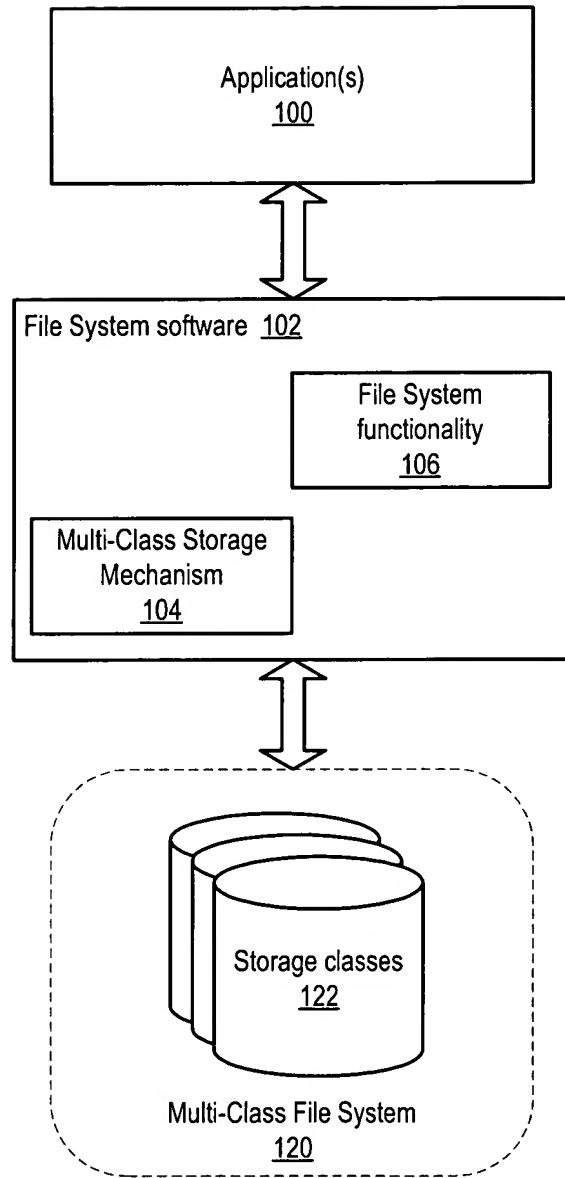 Application(s)
100
File System software 102
File System
functionality
106
Multi-Class Storage
Mechanism
104
Storage classes
122
Multi-Class File System
120